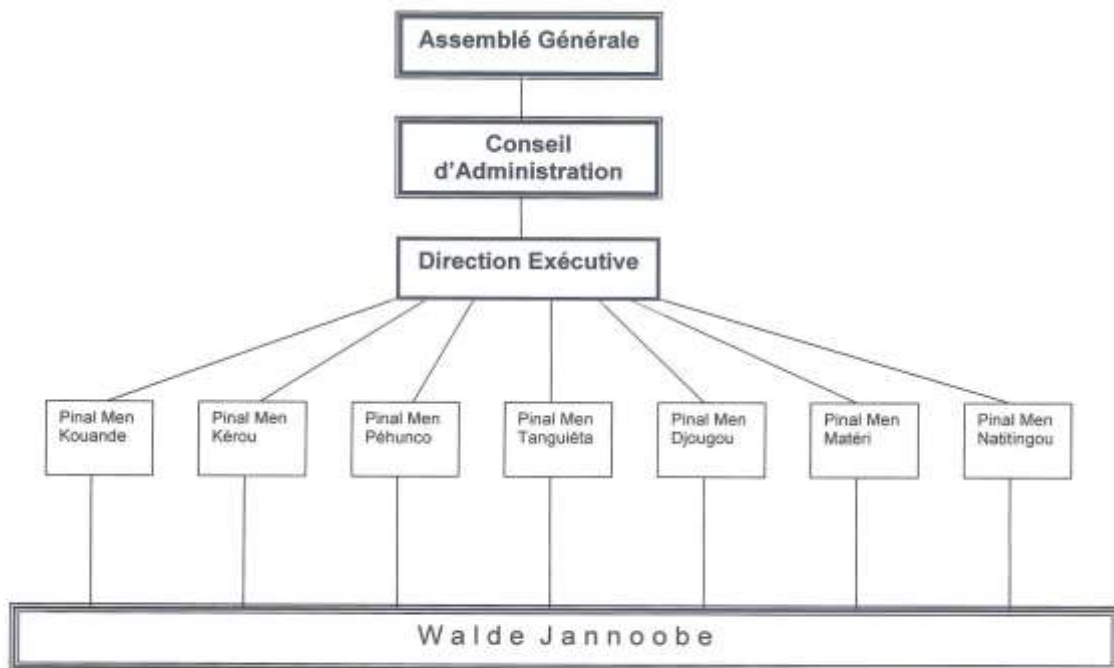 Assemblé Générale
Conseil
d'Administration
Direction Exécutive
Pinal Men
Kouande
Pinal Men
Kérou
Pinal Men
Péhunco
Pinal Men
Tanguiéta
Pinal Men
Djougou
Pinal Men
Matéri
Pinal Men
Natitingou
Walde Jannoobe